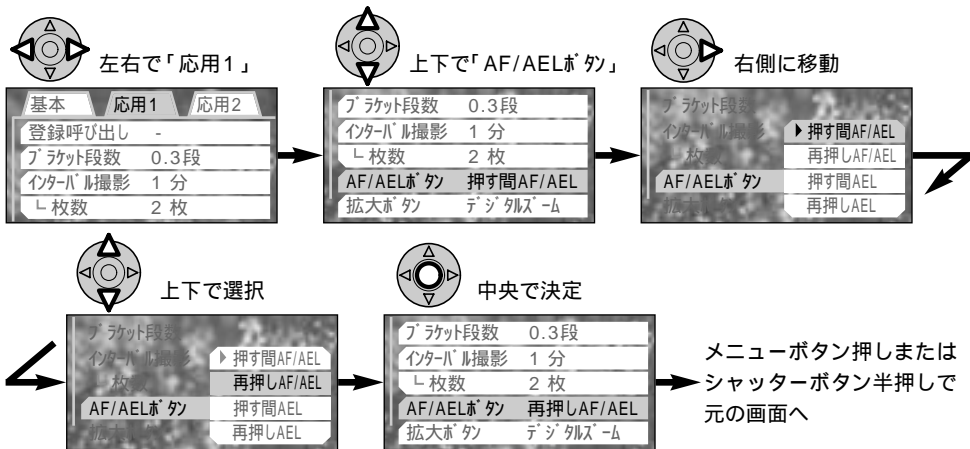 左右で「応用1」
基本 応用1 応用2
登録呼び出し -
ﾌﾞﾗｹｯﾄ段数 0.3段
ｲﾝﾀｰﾊﾞﾙ撮影 1 分
└ 枚数 2 枚
上下で「AF/AELﾎﾞﾀﾝ」
ﾌﾞﾗｹｯﾄ段数 0.3段
ｲﾝﾀｰﾊﾞﾙ撮影 1 分
└ 枚数 2 枚
AF/AELﾎﾞﾀﾝ 押す間AF/AEL
拡大ﾎﾞﾀﾝ ﾃﾞｼﾞﾀﾙｽﾞｰﾑ
右側に移動
ﾌﾞﾗｹｯﾄ段数
ｲﾝﾀｰﾊﾞﾙ撮影 押す間AF/AEL
枚数 再押しAF/AEL
AF/AELﾎﾞﾀﾝ 押す間AEL
拡大 再押しAEL
上下で選択
ﾌﾞﾗｹｯﾄ段数
ｲﾝﾀｰﾊﾞﾙ撮影 押す間AF/AEL
枚数 再押しAF/AEL
AF/AELﾎﾞﾀﾝ 押す間AEL
拡大 再押しAEL
中央で決定
ﾌﾞﾗｹｯﾄ段数 0.3段
ｲﾝﾀｰﾊﾞﾙ撮影 1 分
└ 枚数 2 枚
AF/AELﾎﾞﾀﾝ 再押しAF/AEL
拡大ﾎﾞﾀﾝ ﾃﾞｼﾞﾀﾙｽﾞｰﾑ
メニューボタン押しまたは
シャッターボタン半押しで
元の画面へ